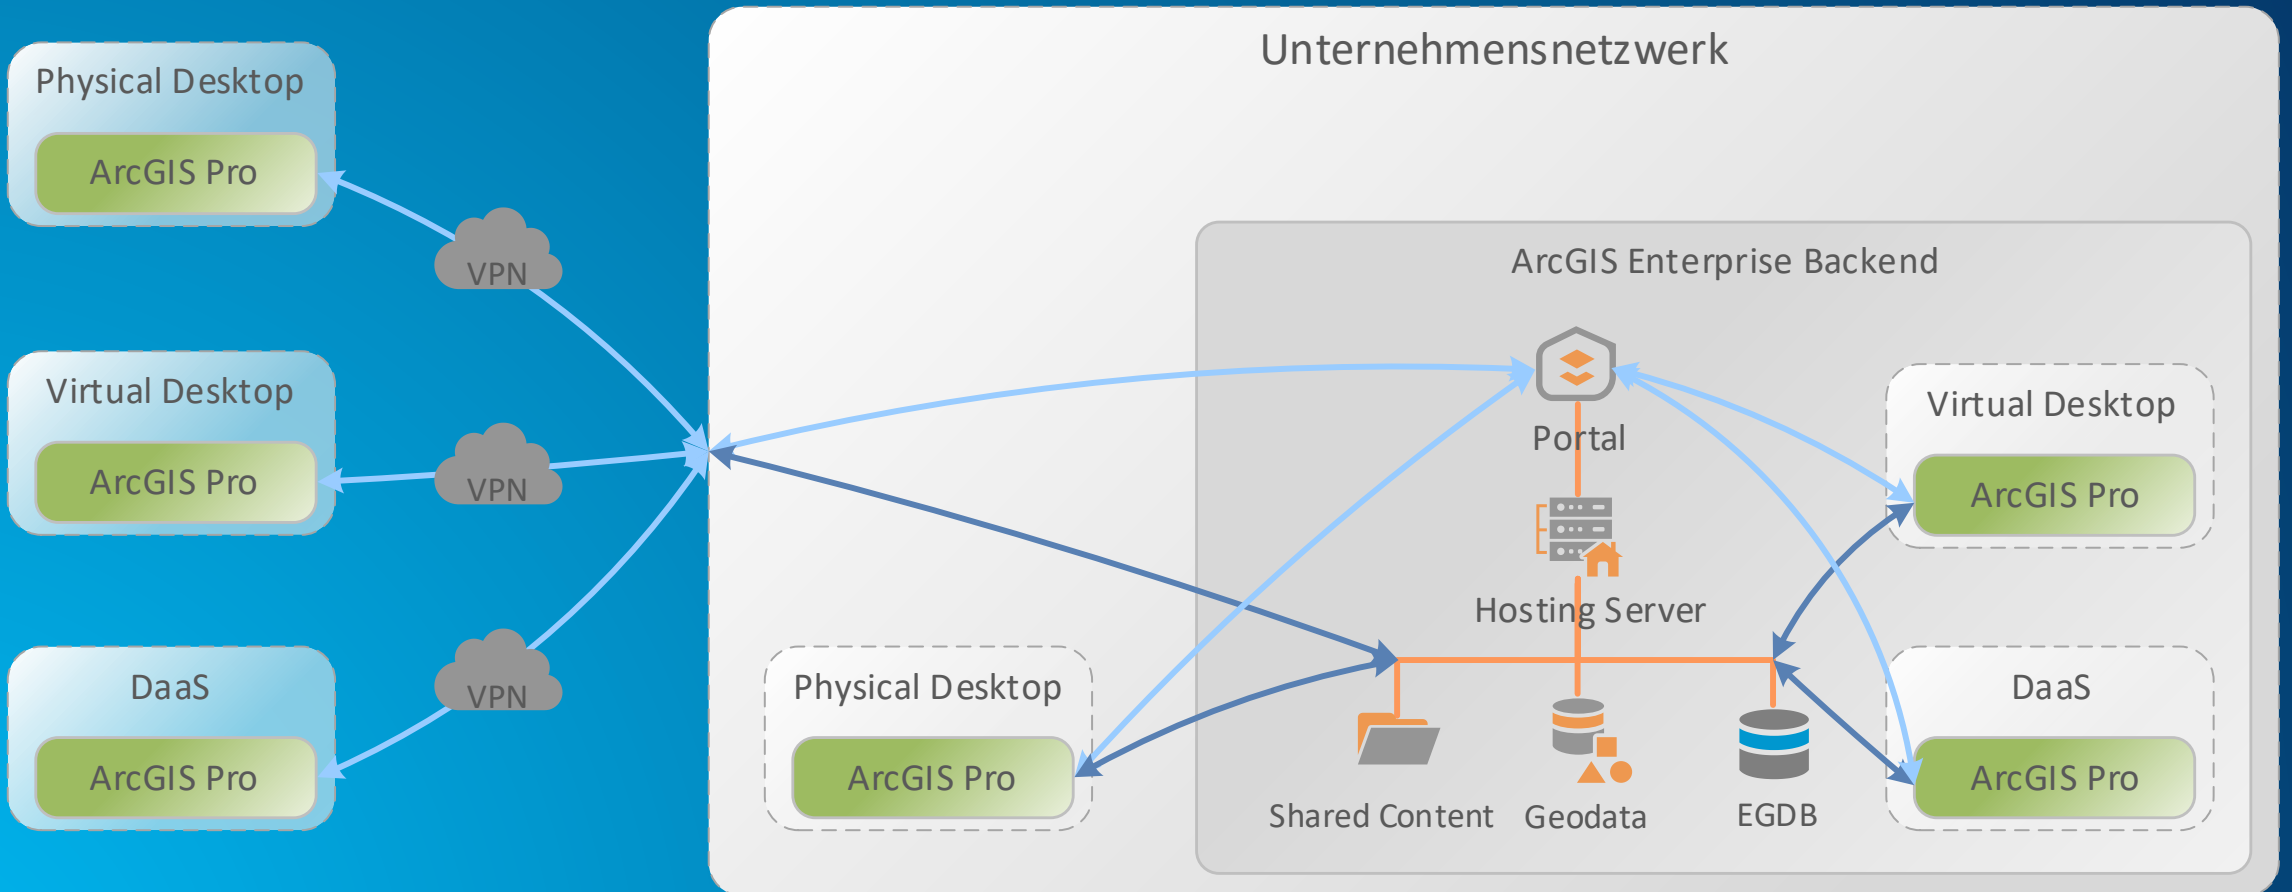 Unternehmensnetzwerk
Physical Desktop
ArcGIS Pro
VPN
Virtual Desktop
ArcGIS Pro
VPN
DaaS
ArcGIS Pro
VPN
Physical Desktop
ArcGIS Pro
ArcGIS Enterprise Backend
Portal
Hosting Server
Shared Content
Geodata
EGDB
Virtual Desktop
ArcGIS Pro
DaaS
ArcGIS Pro